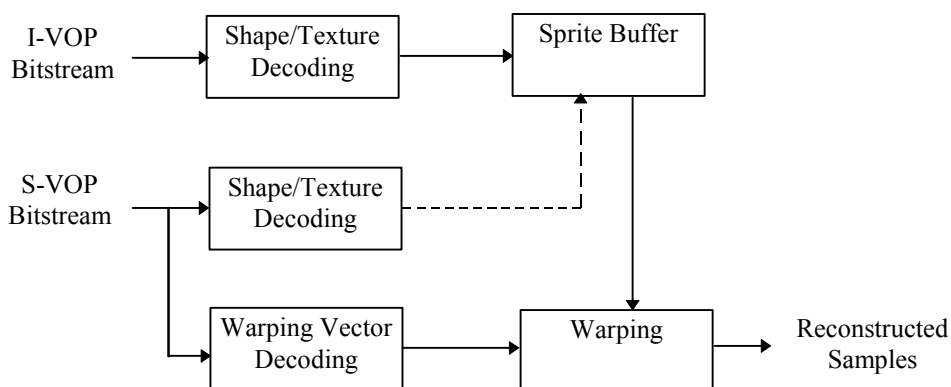 I-VOP
Bitstream
Shape/Texture
Decoding
Sprite Buffer
S-VOP
Bitstream
Shape/Texture
Decoding
Warping Vector
Decoding
Warping
Reconstructed
Samples